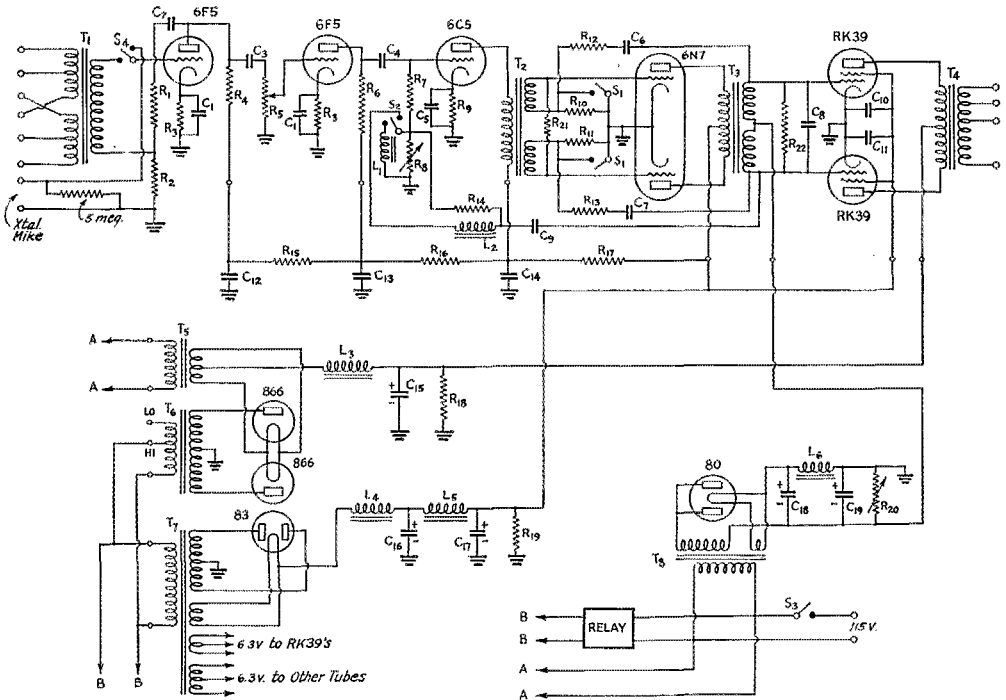 6F5
6F5
6C5
6N7
RK39
C7
T1
S4
R1
C1
R3
R2
5 meg.
Xtal.
Mike
C3
R4
R5
C1
R3
R6
C4
R7
C5
R9
S2
L1
R8
R14
L2
C9
T2
R12
C6
S1
R10
R21
R11
S1
R13
C7
T3
R22
C8
C10
C11
T4
RK39
R15
R16
R17
C12
C13
C14
A
A
T5
L3
C15
R18
LO
HI
T6
866
866
83
T7
L4
L5
C16
C17
R19
80
L6
C18
C19
R20
T8
B
B
6.3V to RK39's
6.3V. to Other Tubes
B
B
RELAY
S3
115V.
A
A